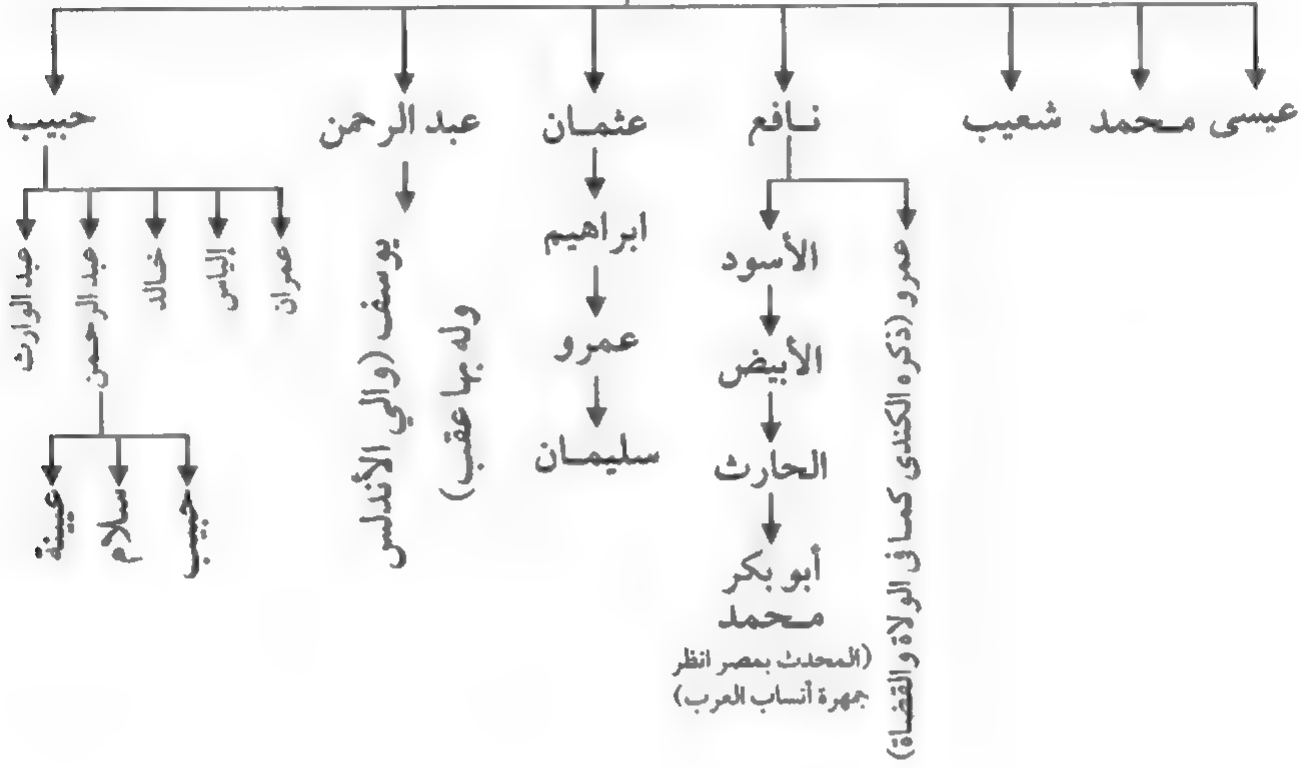 عيسى
محمد
شعيب
نافع
عثمان
عبد الرحمن
حبيب
عمرو (ذكره الكندى كما فى الولاة والقضاة)
الأسود
الأبيض
الحارث
أبو بكر
محمد
(المحدث بمصر انظر
جمهرة أنساب العرب)
ابراهيم
عمرو
سليمان
يوسف (والي الأندلس
وله بها عقب)
عمران
إلياس
خالد
عبد الرحمن
عبد الوارث
حبيب
سلام
عيينة